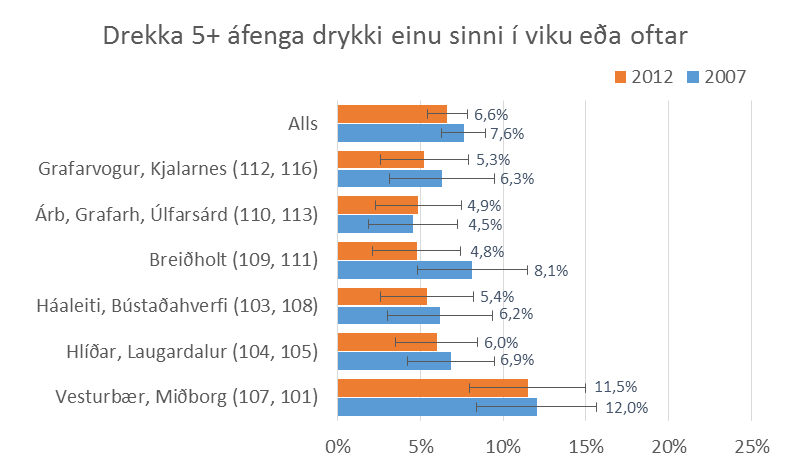 Drekka 5+ áfenga drykki einu sinni í viku eða oftar
2012 2007
Alls
6,6%
7,6%
Grafarvogur, Kjalarnes (112, 116)
5,3%
6,3%
Árb, Grafarh, Úlfarsárd (110, 113)
4,9%
4,5%
Breiðholt (109, 111)
4,8%
8,1%
Háaleiti, Bústaðahverfi (103, 108)
5,4%
6,2%
Hlíðar, Laugardalur (104, 105)
6,0%
6,9%
Vesturbær, Miðborg (107, 101)
11,5%
12,0%
0% 5% 10% 15% 20% 25%